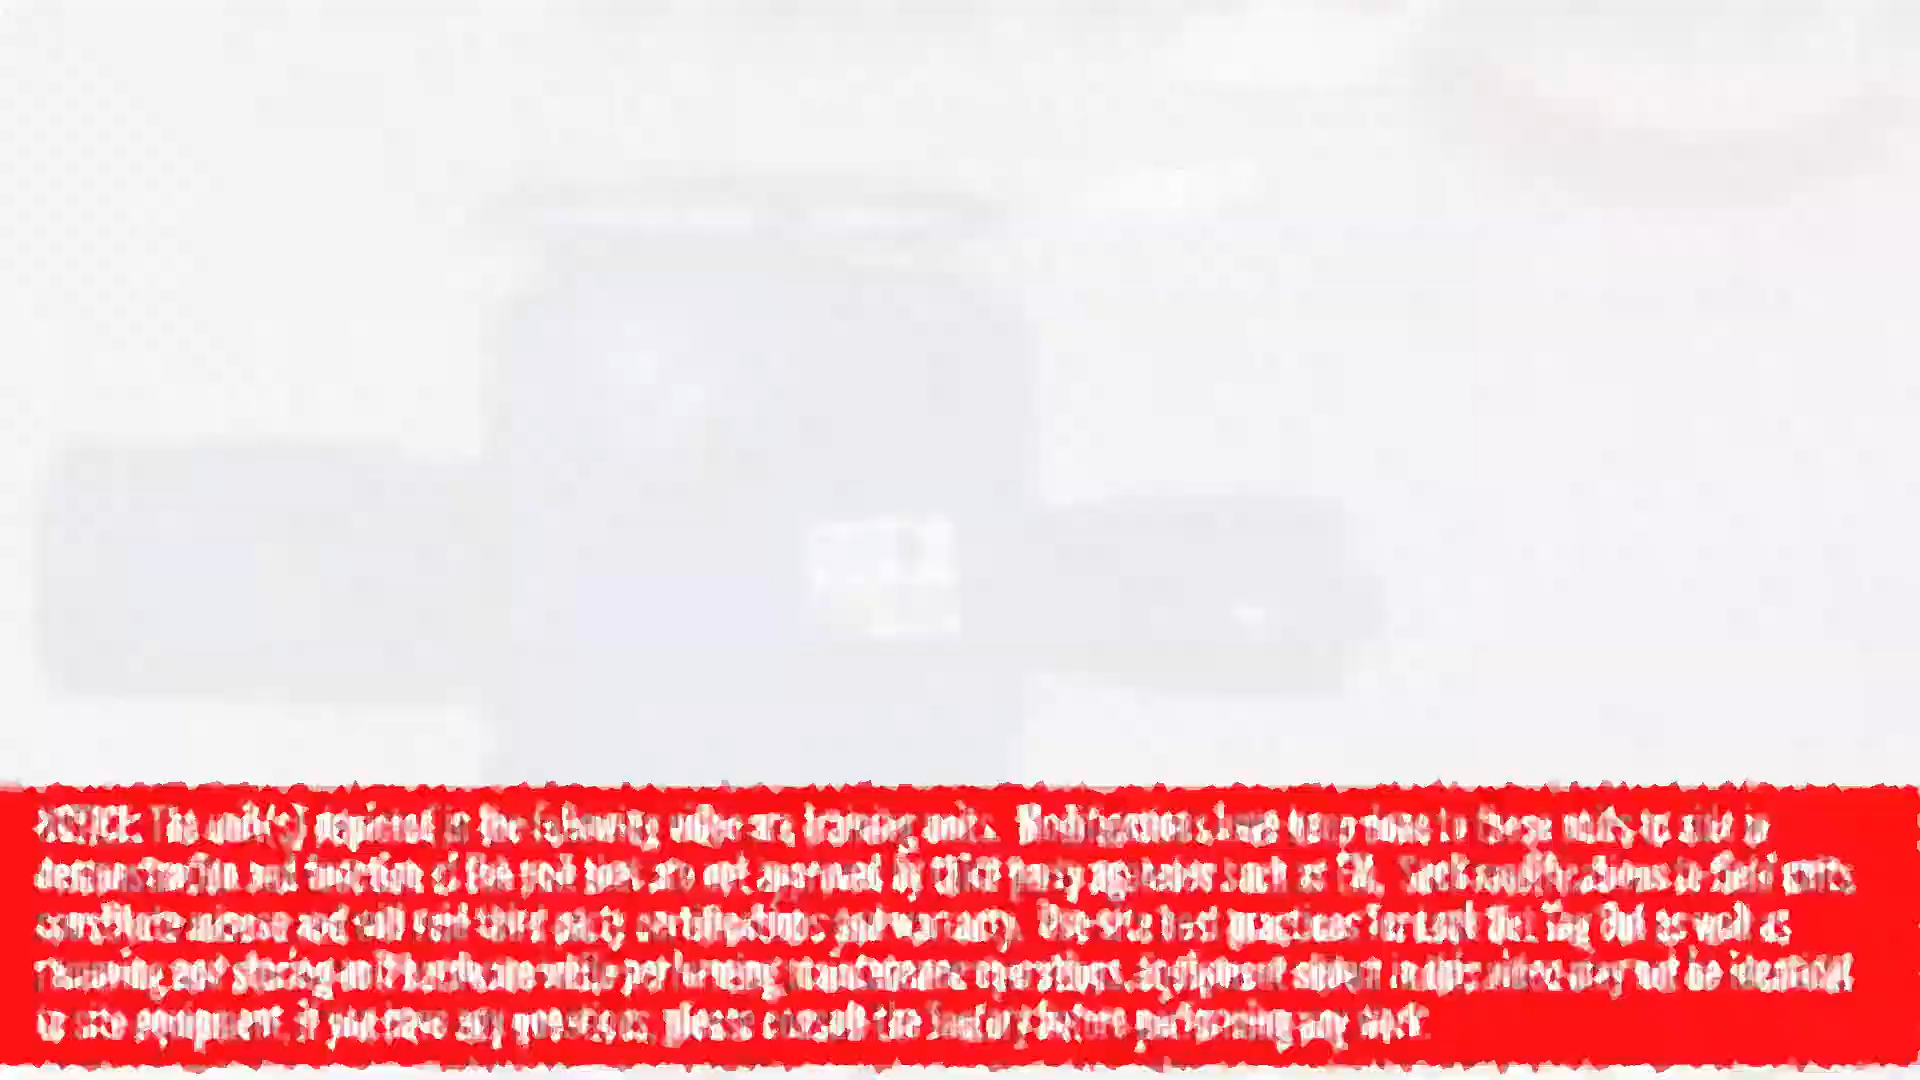 NOTICE: The unit(s) depicted in the following video are training units. Modifications have been made to these units to aid in
demonstration and function of the unit that are not approved by third party agencies such as FM. Such modifications to field units
constitute misuse and will void third party certifications and warranty. Use site best practices for Lock Out Tag Out as well as
removing and storing unit hardware while performing maintenance operations. Equipment shown in this video may not be identical
to site equipment. If you have any questions, please consult the factory before performing any work.